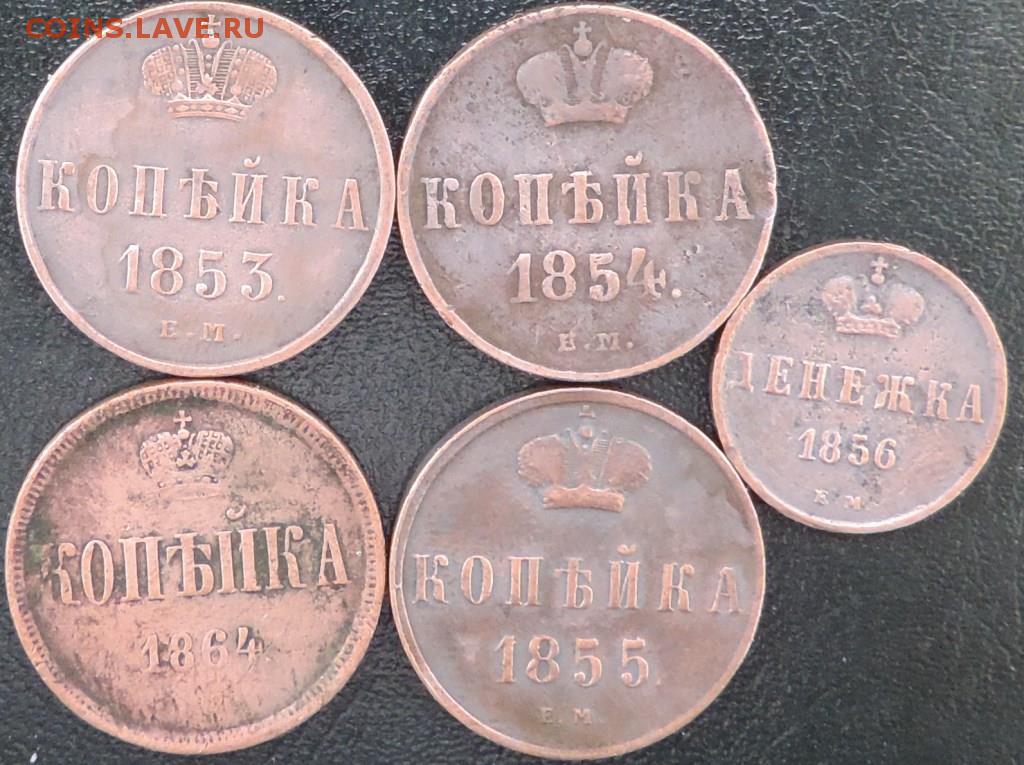 COINS.LAVE.RU
КОПѢЙКА
1853.
Е.М.
КОПѢЙКА
1854.
Е.М.
ДЕНЕЖКА
1856
Е.М.
КОПѢЙКА
1864.
КОПѢЙКА
1855.
Е.М.